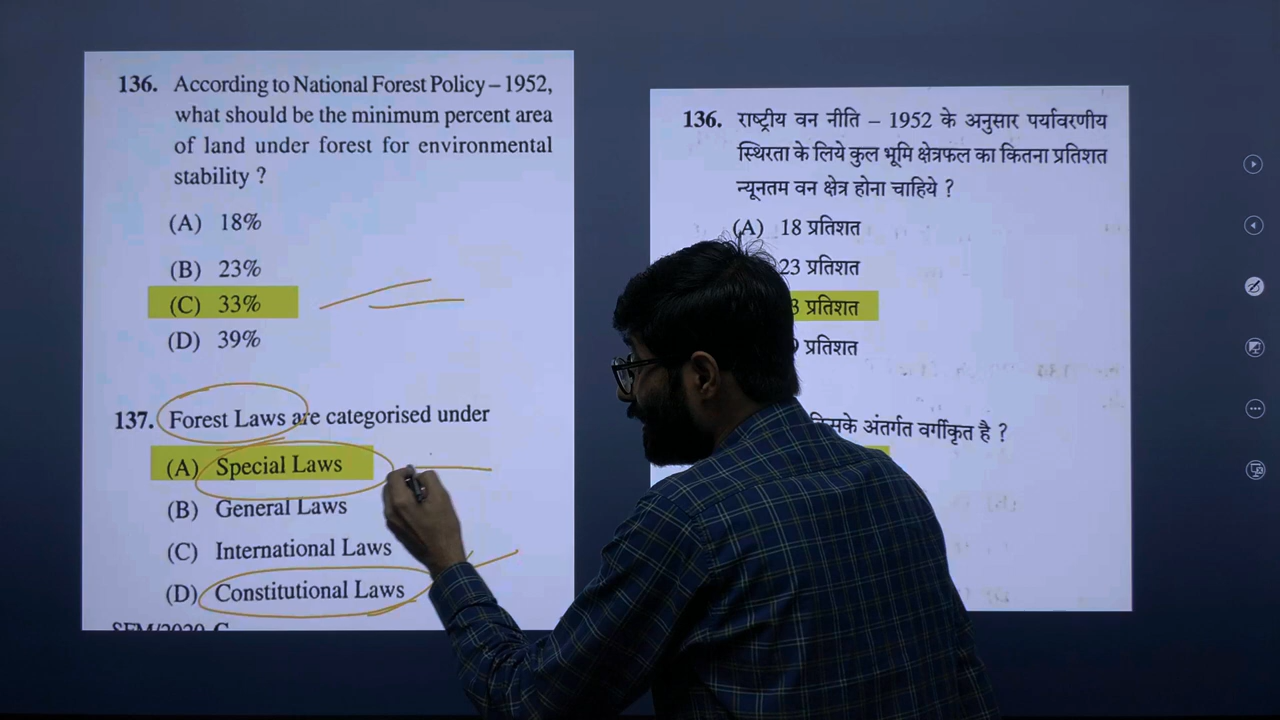 136. According to National Forest Policy – 1952,
what should be the minimum percent area
of land under forest for environmental
stability ?
(A) 18%
(B) 23%
(C) 33%
(D) 39%
137. Forest Laws are categorised under
(A) Special Laws
(B) General Laws
(C) International Laws
(D) Constitutional Laws
136. राष्ट्रीय वन नीति – 1952 के अनुसार पर्यावरणीय
स्थिरता के लिये कुल भूमि क्षेत्रफल का कितना प्रतिशत
न्यूनतम वन क्षेत्र होना चाहिये ?
(A) 18 प्रतिशत
23 प्रतिशत
3 प्रतिशत
प्रतिशत
अंतर्गत वर्गीकृत है ?